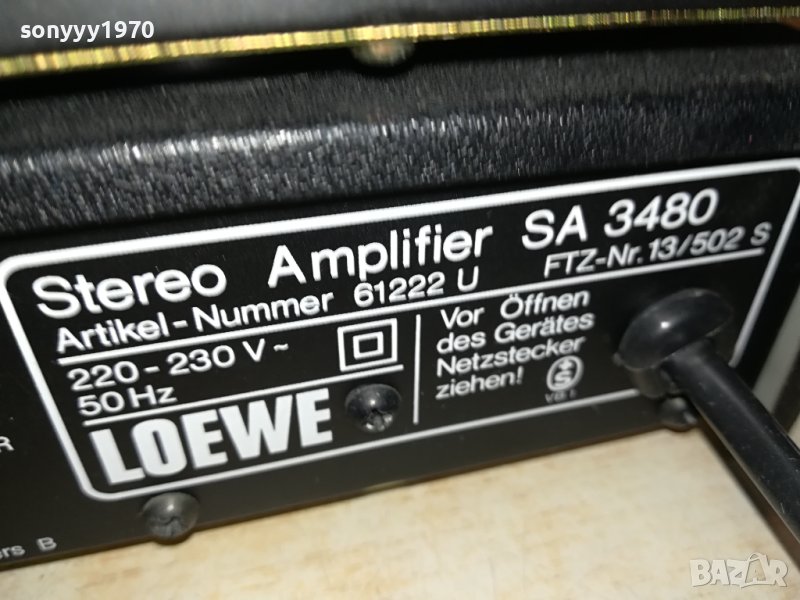 sonyyy1970
Stereo Amplifier SA 3480
Artikel-Nummer 61222 U FTZ-Nr. 13/502 S
220-230 V~
50 Hz
LOEWE
Vor Öffnen
des Gerätes
Netzstecker
ziehen!
R
ers B
BAZAR